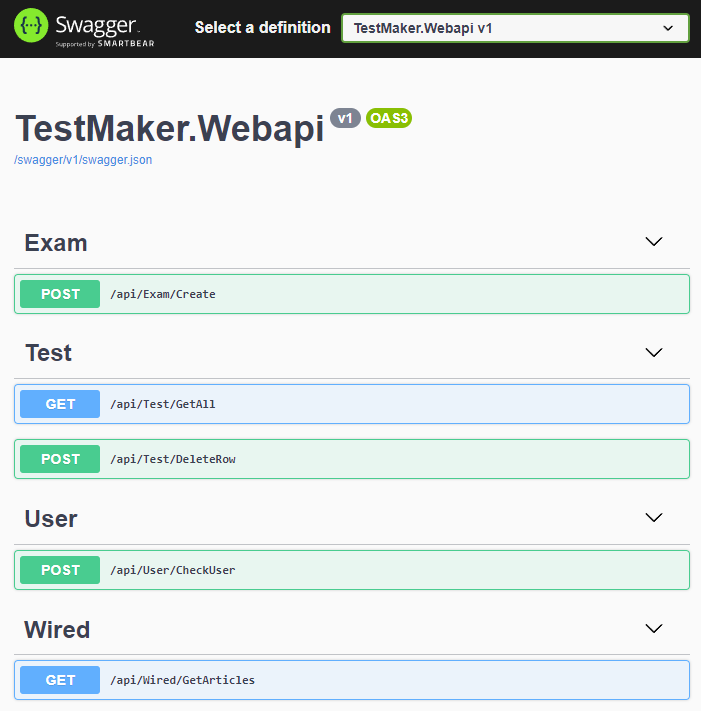 Swagger
Supported by SMARTBEAR
Select a definition
TestMaker.Webapi v1
TestMaker.Webapi v1 OAS3
/swagger/v1/swagger.json
Exam
POST /api/Exam/Create
Test
GET /api/Test/GetAll
POST /api/Test/DeleteRow
User
POST /api/User/CheckUser
Wired
GET /api/Wired/GetArticles